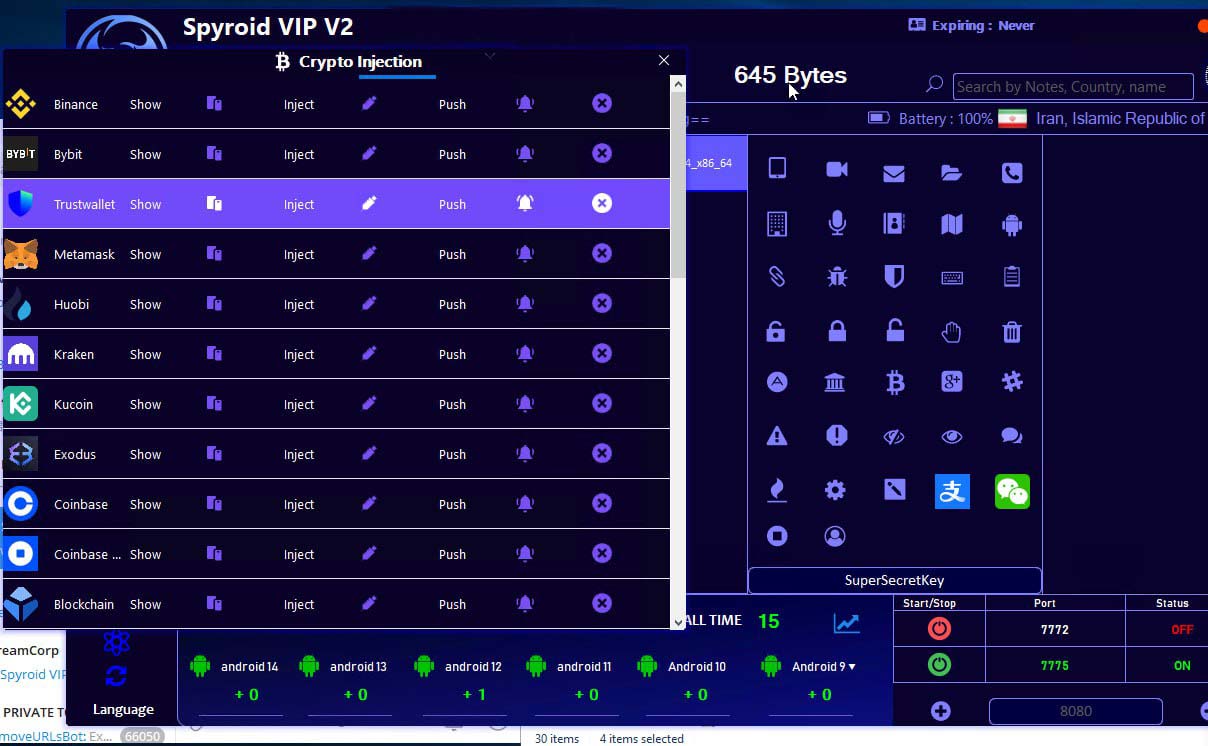 Spyroid VIP V2
Expiring : Never
Crypto Injection
645 Bytes
Search by Notes, Country, name
Battery : 100% Iran, Islamic Republic of
4_x86_64
Binance Show Inject Push
BYBIT Bybit Show Inject Push
Trustwallet Show Inject Push
Metamask Show Inject Push
Huobi Show Inject Push
Kraken Show Inject Push
Kucoin Show Inject Push
Exodus Show Inject Push
Coinbase Show Inject Push
Coinbase ... Show Inject Push
Blockchain Show Inject Push
支
SuperSecretKey
ALL TIME 15
Start/Stop Port Status
7772 OFF
7775 ON
8080
android 14 android 13 android 12 android 11 Android 10 Android 9
+ 0 + 0 + 1 + 0 + 0 + 0
Language
reamCorp
Spyroid VIP
PRIVATE T
moveURLsBot: Ex... 66050
30 items 4 items selected